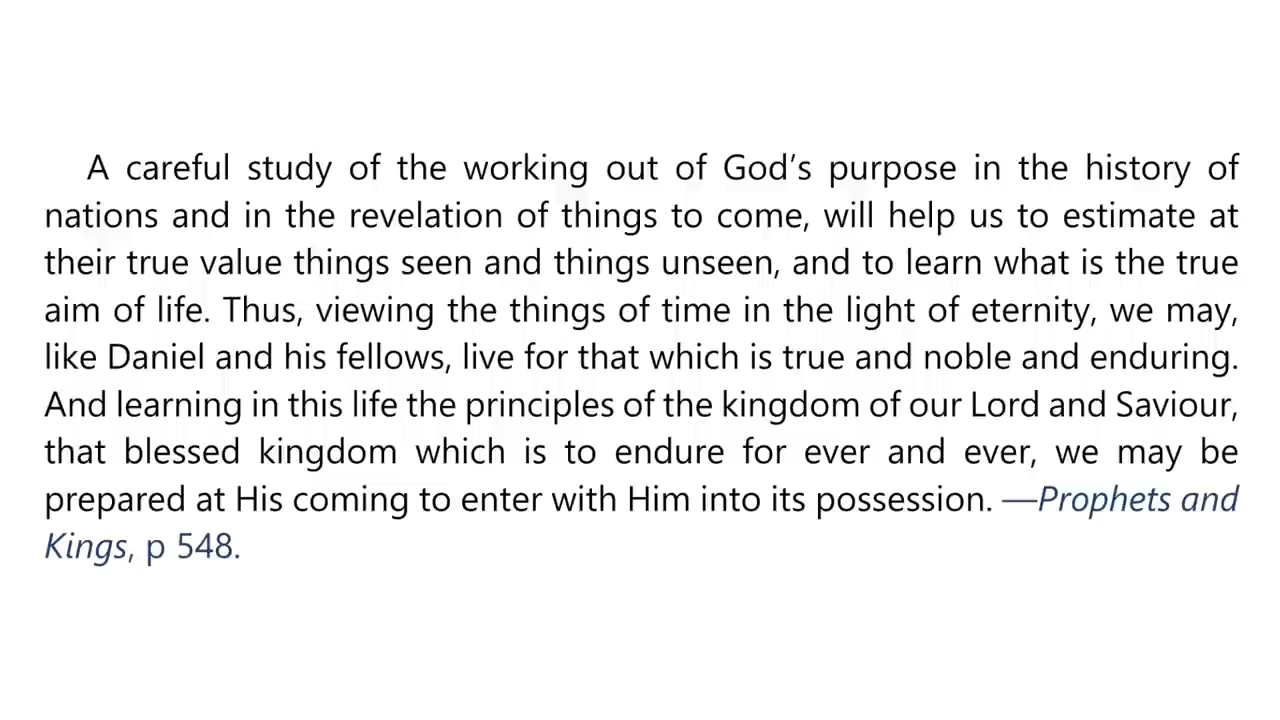 A careful study of the working out of God’s purpose in the history of
nations and in the revelation of things to come, will help us to estimate at
their true value things seen and things unseen, and to learn what is the true
aim of life. Thus, viewing the things of time in the light of eternity, we may,
like Daniel and his fellows, live for that which is true and noble and enduring.
And learning in this life the principles of the kingdom of our Lord and Saviour,
that blessed kingdom which is to endure for ever and ever, we may be
prepared at His coming to enter with Him into its possession. —Prophets and
Kings, p 548.